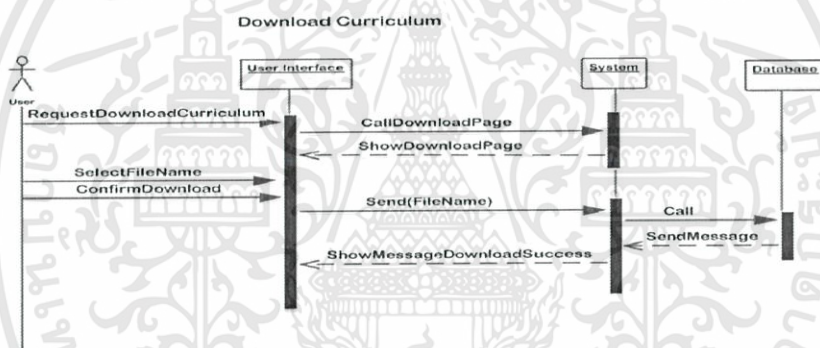 Download Curriculum
User Interface
System
Database
User
RequestDownloadCurriculum
CallDownloadPage
ShowDownloadPage
SelectFileName
ConfirmDownload
Send(FileName)
Call
SendMessage
ShowMessageDownloadSuccess